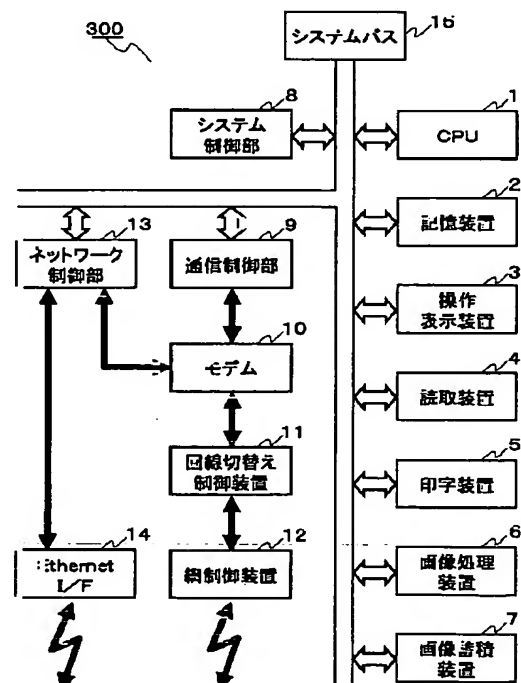 300
システムバス
15
8
システム
制御部
1
CPU
2
記憶装置
13
ネットワーク
制御部
9
通信制御部
3
操作
表示装置
10
モデム
4
読取装置
11
回線切替え
制御装置
5
印字装置
14
Ethernet
I/F
12
網制御装置
6
画像処理
装置
7
画像蓄積
装置